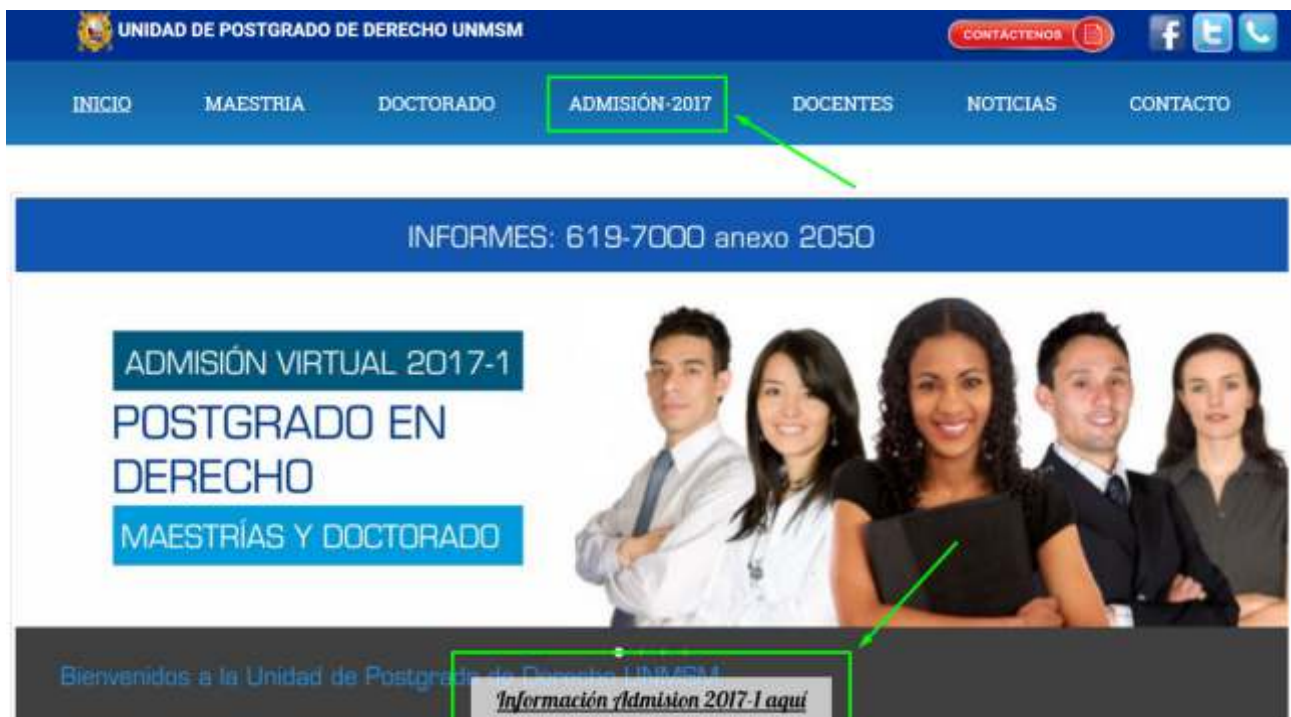 UNIDAD DE POSTGRADO DE DERECHO UNMSM
CONTÁCTENOS
INICIO MAESTRIA DOCTORADO ADMISIÓN-2017 DOCENTES NOTICIAS CONTACTO
INFORMES: 619-7000 anexo 2050
ADMISIÓN VIRTUAL 2017-1
POSTGRADO EN
DERECHO
MAESTRÍAS Y DOCTORADO
Bienvenidos a la Unidad de Postgrado de Derecho UNMSM
Información Admision 2017-1 aquí